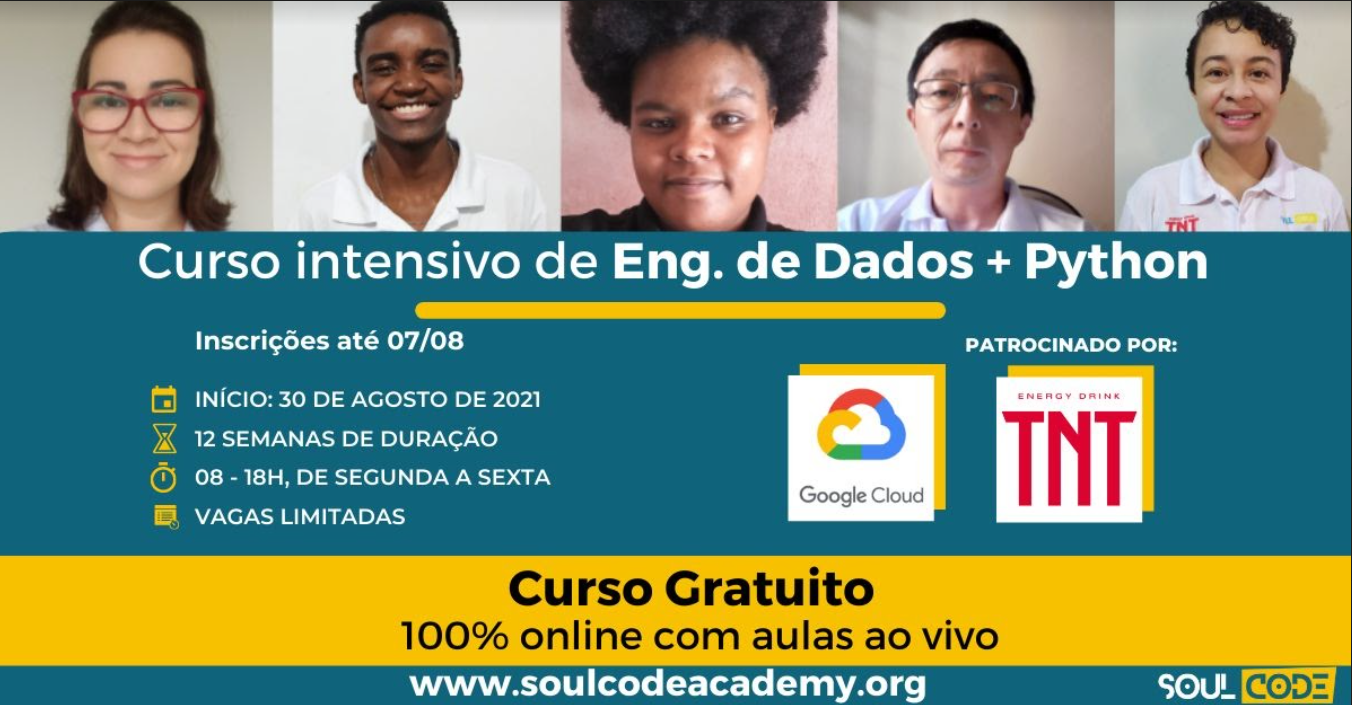 TNT
Curso intensivo de Eng. de Dados + Python
Inscrições até 07/08
INÍCIO: 30 DE AGOSTO DE 2021
12 SEMANAS DE DURAÇÃO
08 - 18H, DE SEGUNDA A SEXTA
VAGAS LIMITADAS
PATROCINADO POR:
Google Cloud
ENERGY DRINK
TNT
Curso Gratuito
100% online com aulas ao vivo
www.soulcodeacademy.org
SOUL CODE